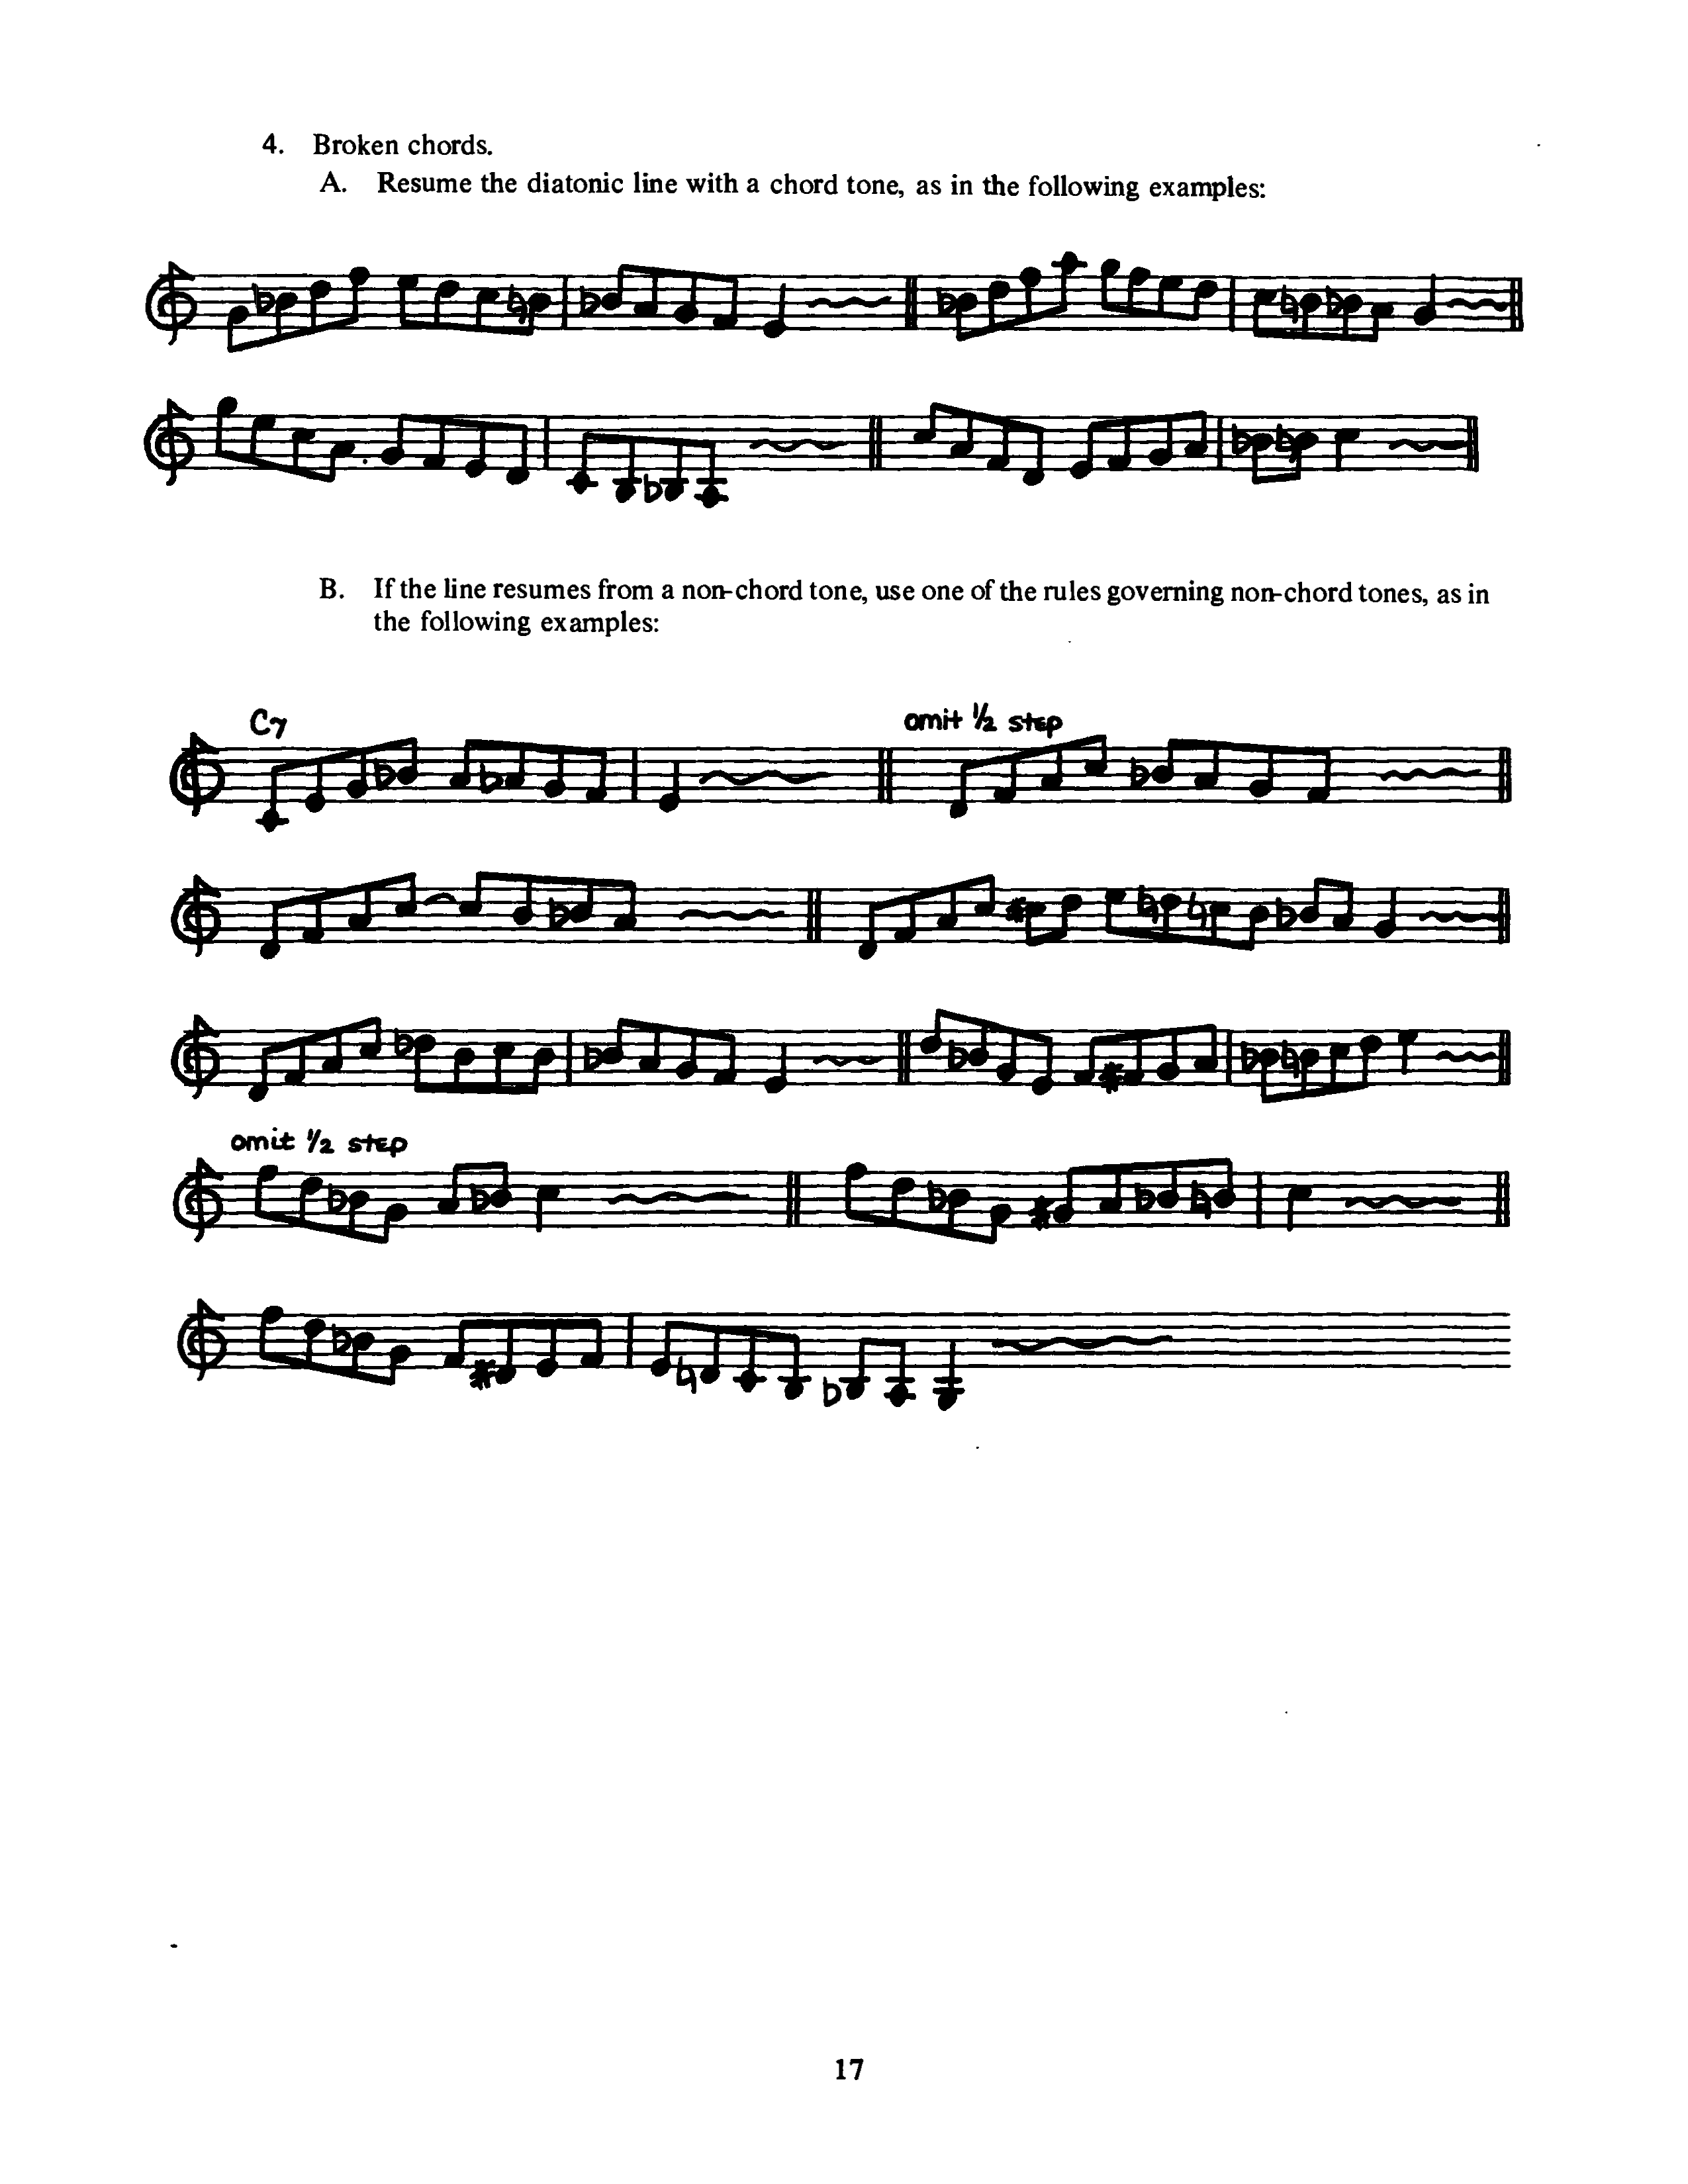 4. Broken chords.
A. Resume the diatonic line with a chord tone, as in the following examples:
B. If the line resumes from a non-chord tone, use one of the rules governing non-chord tones, as in
the following examples:
C7
omit ½ step
omit ½ step
17